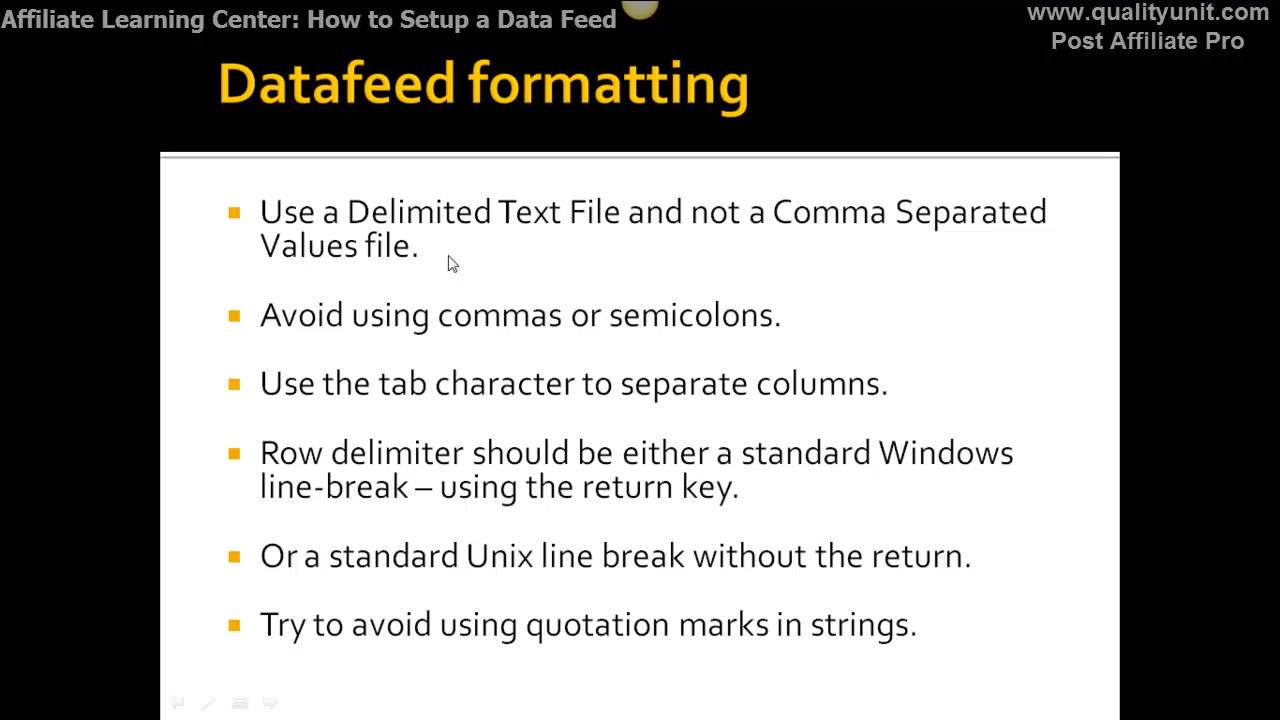 Affiliate Learning Center: How to Setup a Data Feed
www.qualityunit.com
Post Affiliate Pro
Datafeed formatting
Use a Delimited Text File and not a Comma Separated
Values file.
Avoid using commas or semicolons.
Use the tab character to separate columns.
Row delimiter should be either a standard Windows
line-break – using the return key.
Or a standard Unix line break without the return.
Try to avoid using quotation marks in strings.